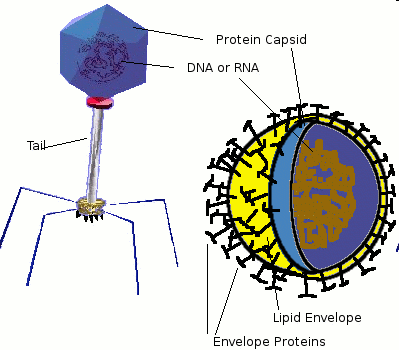 Protein Capsid
DNA or RNA
Tail
Lipid Envelope
Envelope Proteins